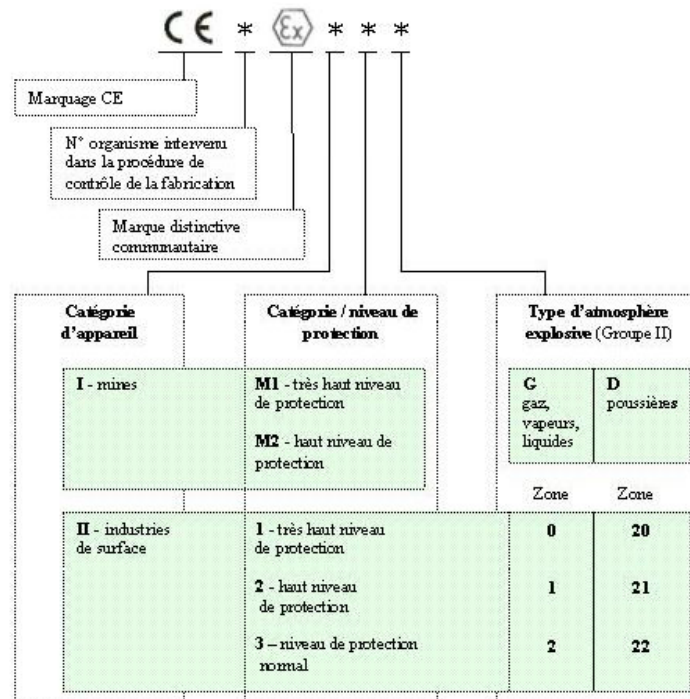 CE * Ex * * *
Marquage CE
N° organisme intervenu
dans la procédure de
contrôle de la fabrication
Marque distinctive
communautaire
Catégorie
d'appareil
Catégorie / niveau de
protection
Type d'atmosphère
explosive (Groupe II)
I - mines
M1 - très haut niveau
de protection
M2 - haut niveau de
protection
G
gaz,
vapeurs,
liquides
D
poussières
Zone
Zone
II - industries
de surface
1 - très haut niveau
de protection
0
20
2 - haut niveau
de protection
1
21
3 – niveau de protection
normal
2
22